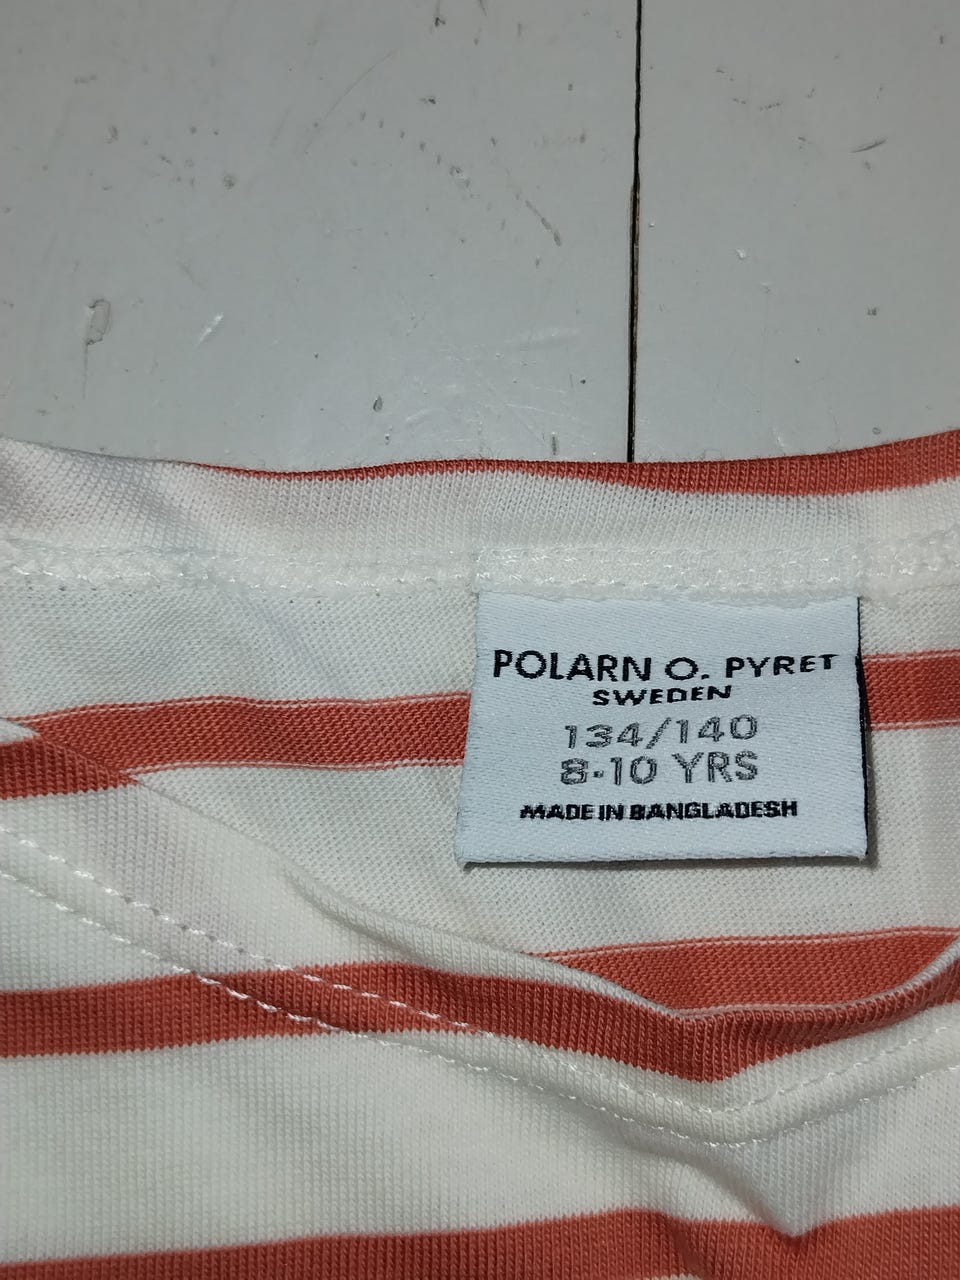 POLARN O. PYRET
SWEDEN
134/140
8-10 YRS
MADE IN BANGLADESH